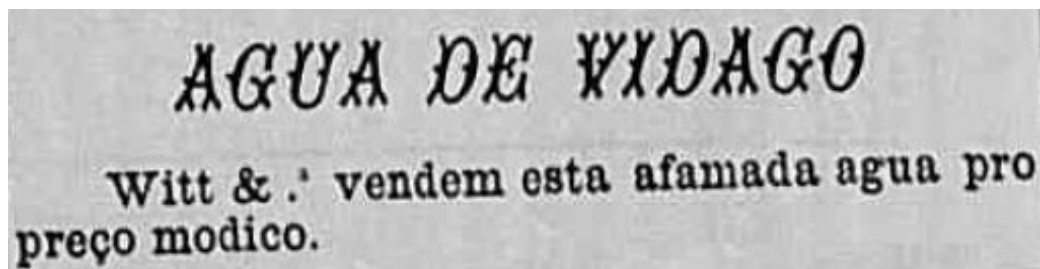 AGUA DE VIDAGO
Witt & .ª vendem esta afamada agua pro
preço modico.